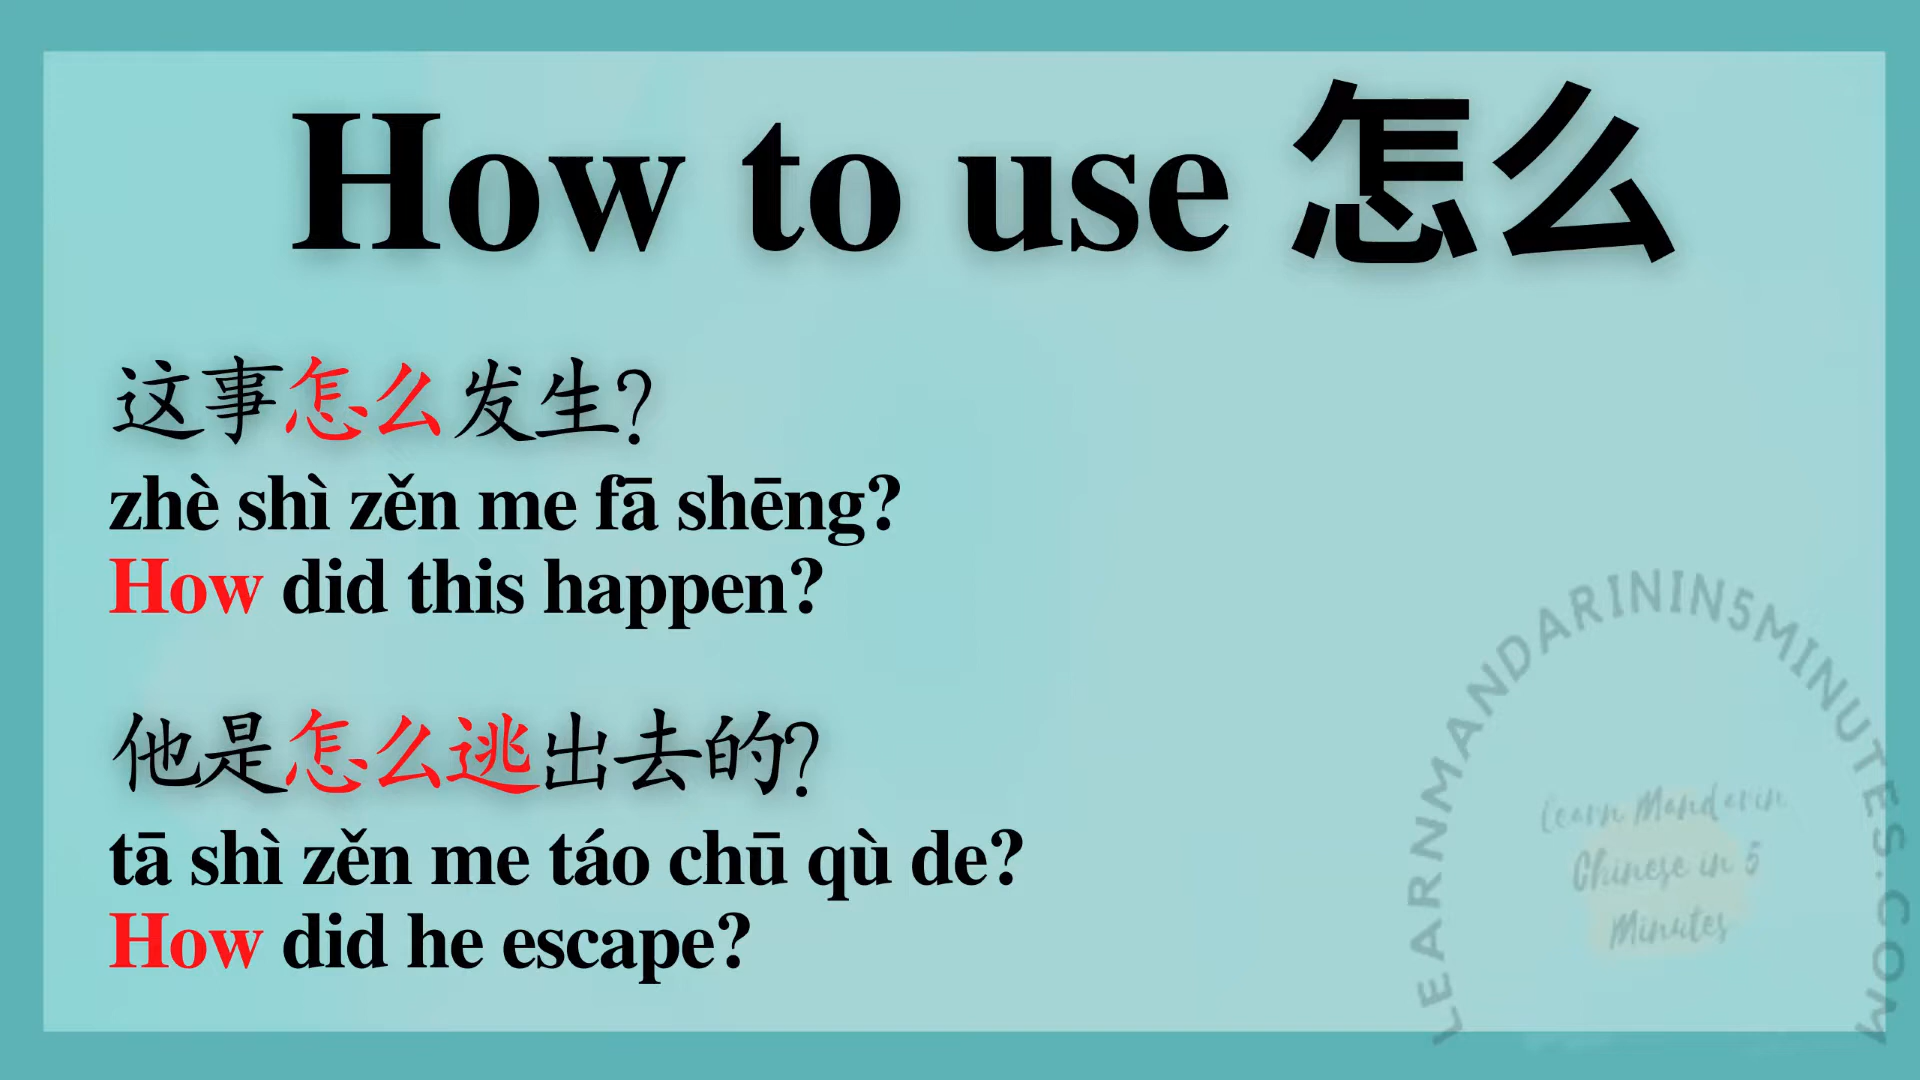 How to use 怎么
这事怎么发生?
zhè shì zěn me fā shēng?
How did this happen?
他是怎么逃出去的?
tā shì zěn me táo chū qù de?
How did he escape?
LEARNMANDARININ5MINUTES.COM
Learn Mandarin
Chinese in 5
Minutes